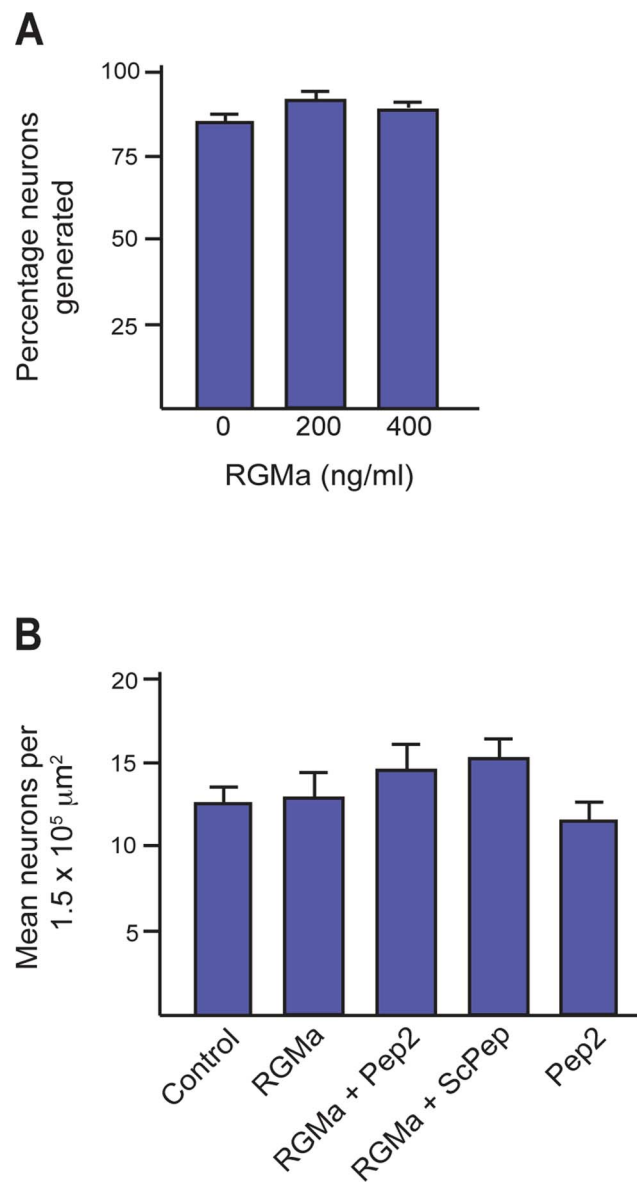 A
Percentage neurons
generated
100
75
50
25
0 200 400
RGMa (ng/ml)
B
Mean neurons per
1.5 x 10⁵ μm²
20
15
10
5
Control
RGMa
RGMa + Pep2
RGMa + ScPep
Pep2